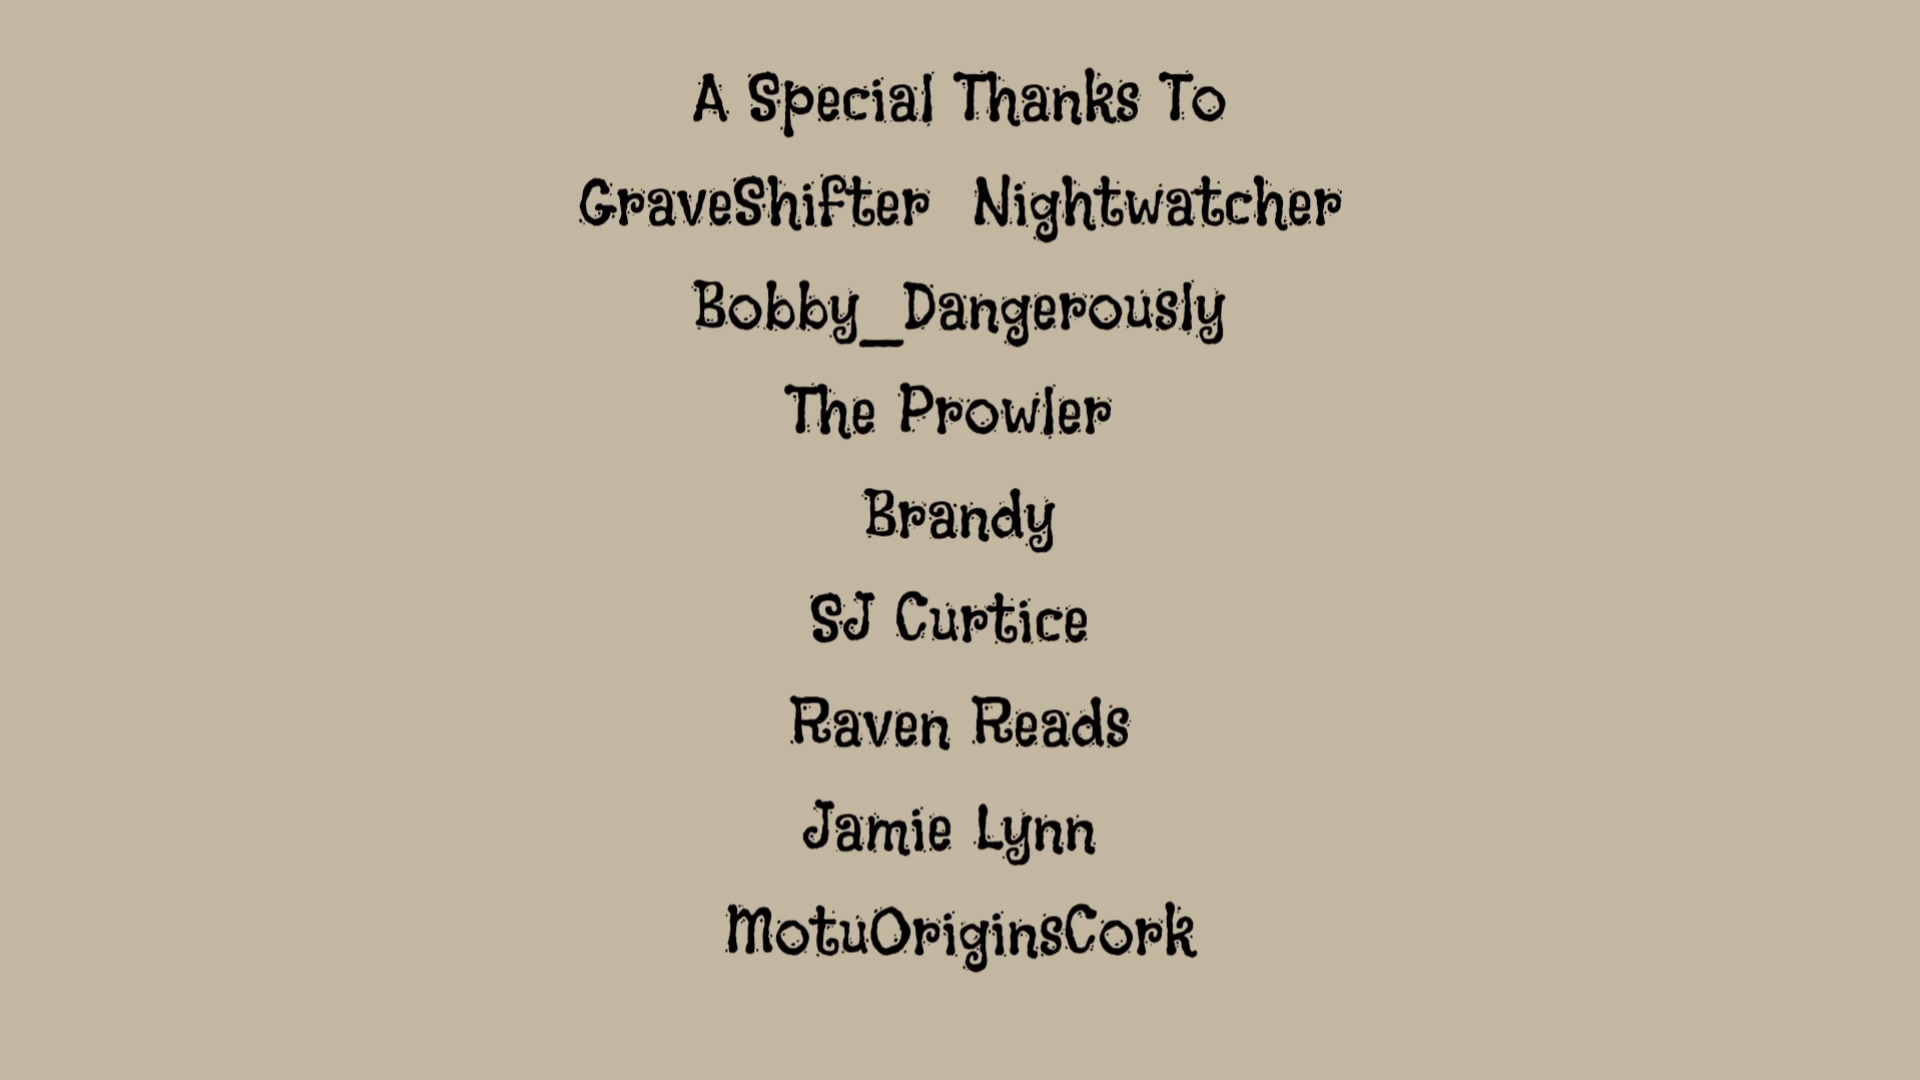 A Special Thanks To
GraveShifter Nightwatcher
Bobby_Dangerously
The Prowler
Brandy
SJ Curtice
Raven Reads
Jamie Lynn
MotuOriginsCork